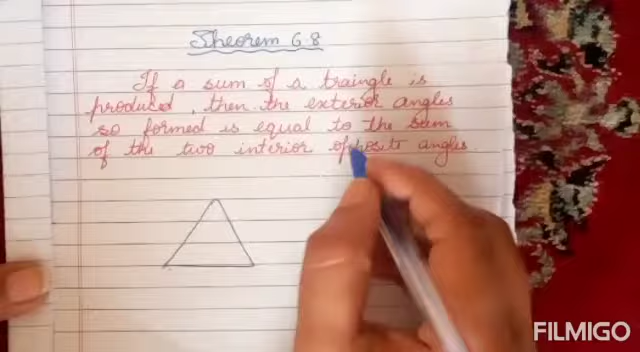 Theorem 6.8
If a sum of a traingle is
produced, then the exterior angles
so formed is equal to the sum
of the two interior opposite angles.
FILMIGO